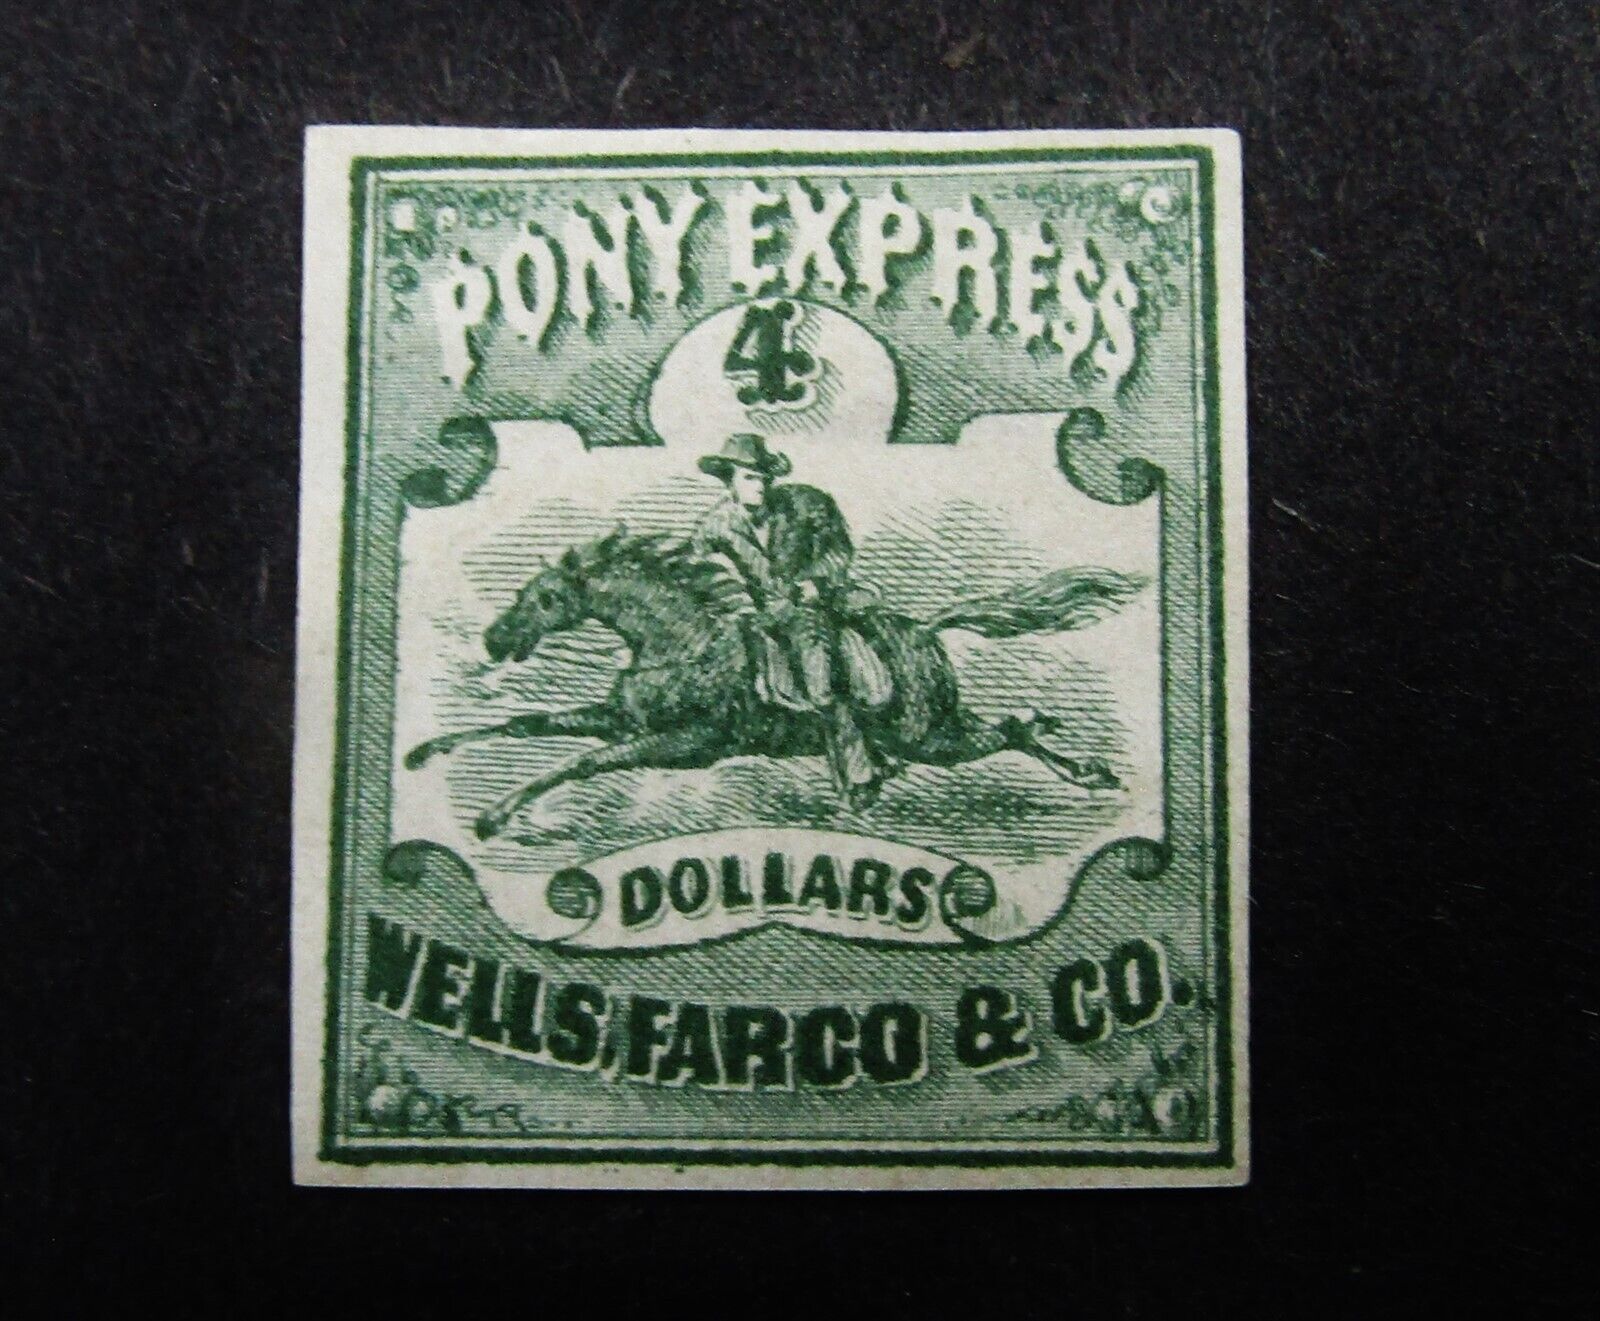 PONY EXPRESS
4
DOLLARS
WELLS, FARGO & CO.